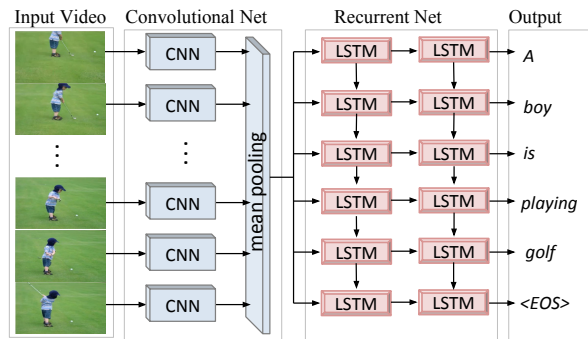 Input Video
Convolutional Net
Recurrent Net
Output
CNN
CNN
CNN
CNN
CNN
mean pooling
LSTM LSTM A
LSTM LSTM boy
LSTM LSTM is
LSTM LSTM playing
LSTM LSTM golf
LSTM LSTM <EOS>